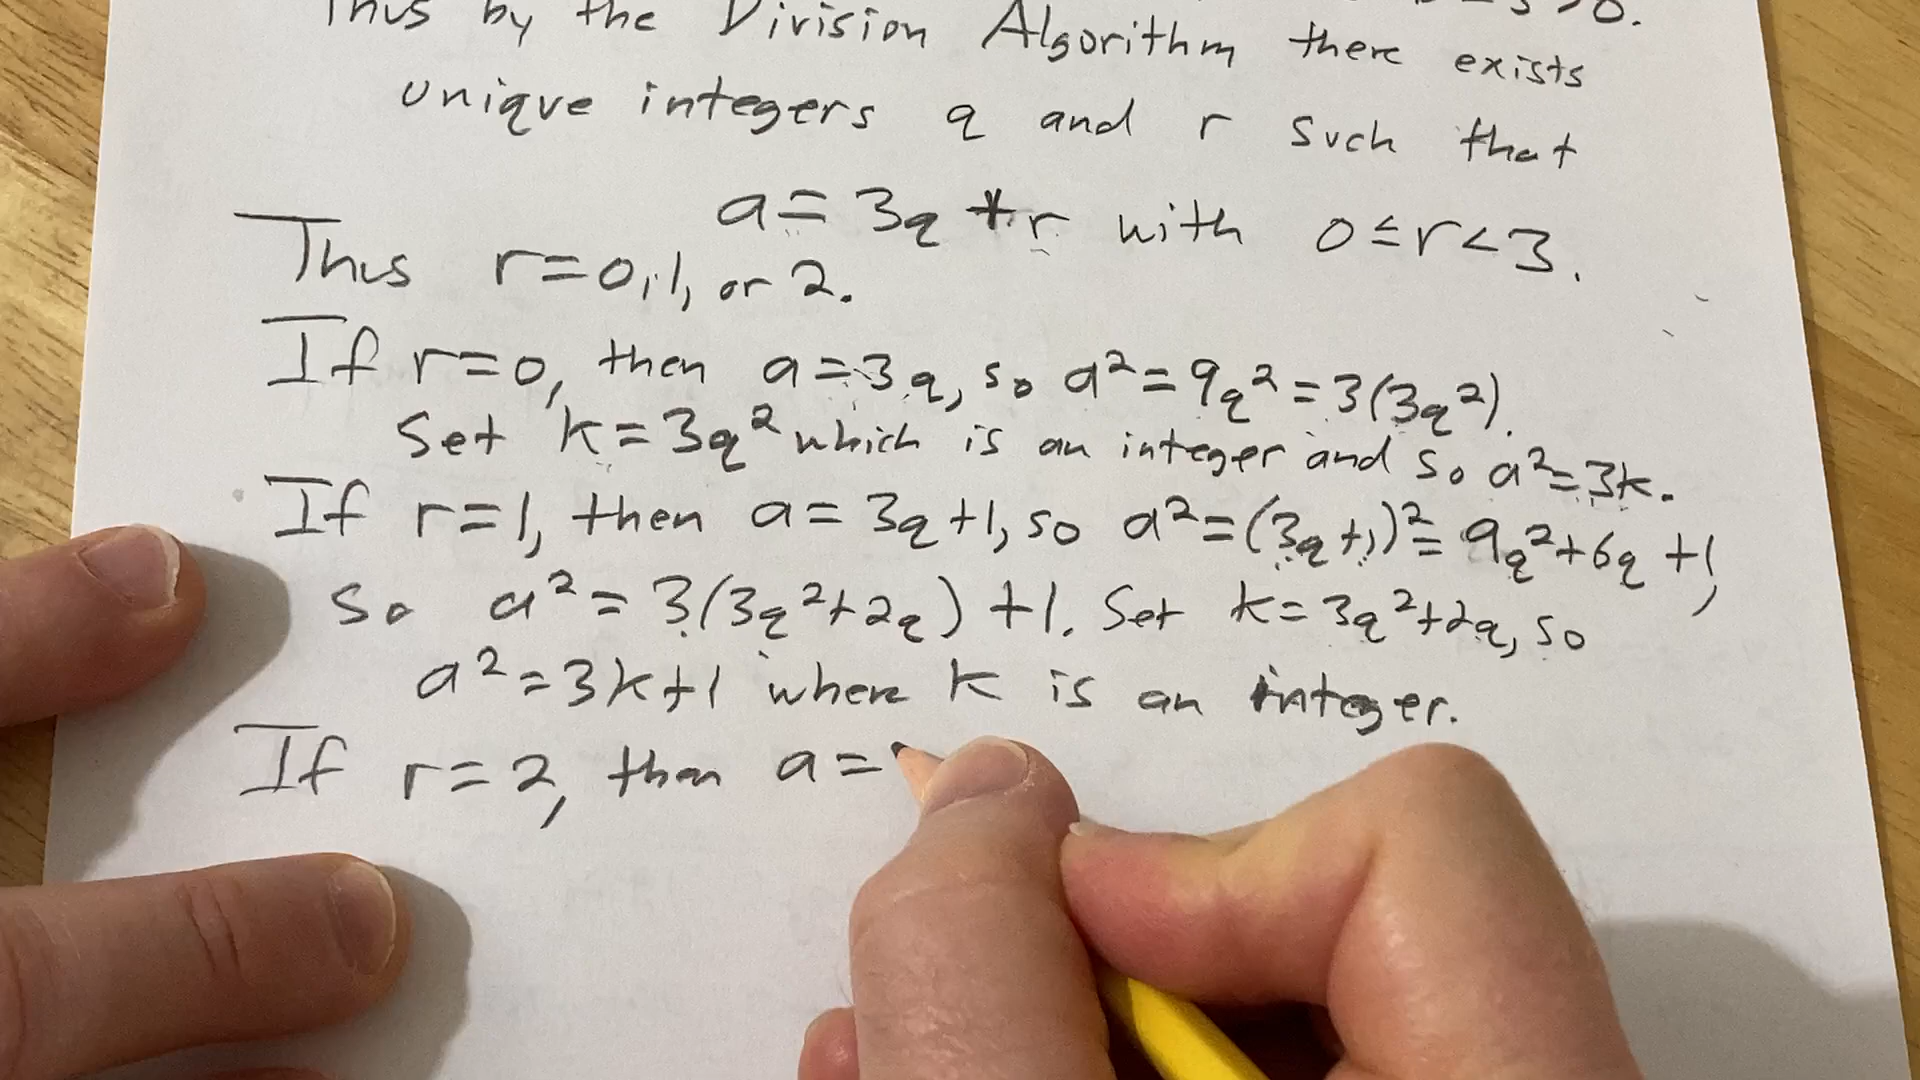 Thus by the Division Algorithm there exists
unique integers q and r such that
a = 3q + r with 0 ≤ r < 3.
Thus r = 0, 1, or 2.
If r = 0, then a = 3q, so a² = 9q² = 3(3q²).
Set k = 3q² which is an integer and so a² = 3k.
If r = 1, then a = 3q + 1, so a² = (3q + 1)² = 9q² + 6q + 1,
So a² = 3(3q² + 2q) + 1. Set k = 3q² + 2q, so
a² = 3k + 1 where k is an integer.
If r = 2, then a =